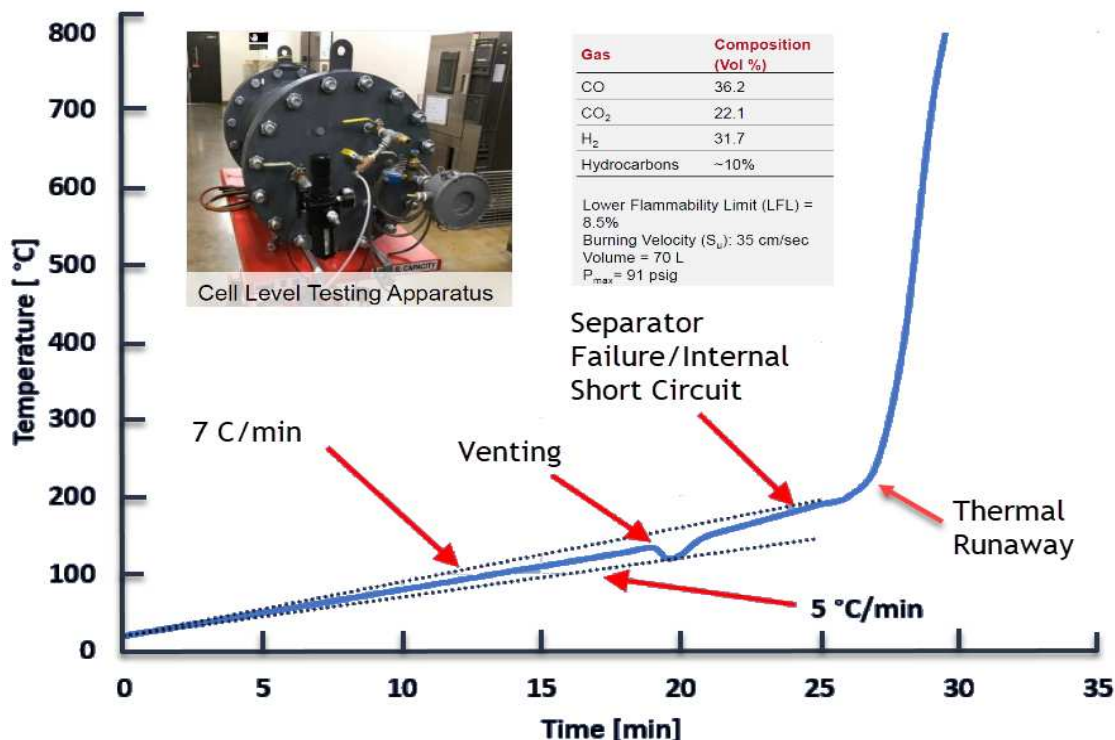 800
700
600
500
400
300
200
100
0
Temperature [ °C]
0 5 10 15 20 25 30 35
Time [min]
Cell Level Testing Apparatus
Gas Composition (Vol %)
CO 36.2
CO₂ 22.1
H₂ 31.7
Hydrocarbons ~10%
Lower Flammability Limit (LFL) =
8.5%
Burning Velocity (Sᵤ): 35 cm/sec
Volume = 70 L
Pₘₐₓ= 91 psig
Separator
Failure/Internal
Short Circuit
7 C/min
Venting
Thermal
Runaway
5 °C/min
CAPACITY